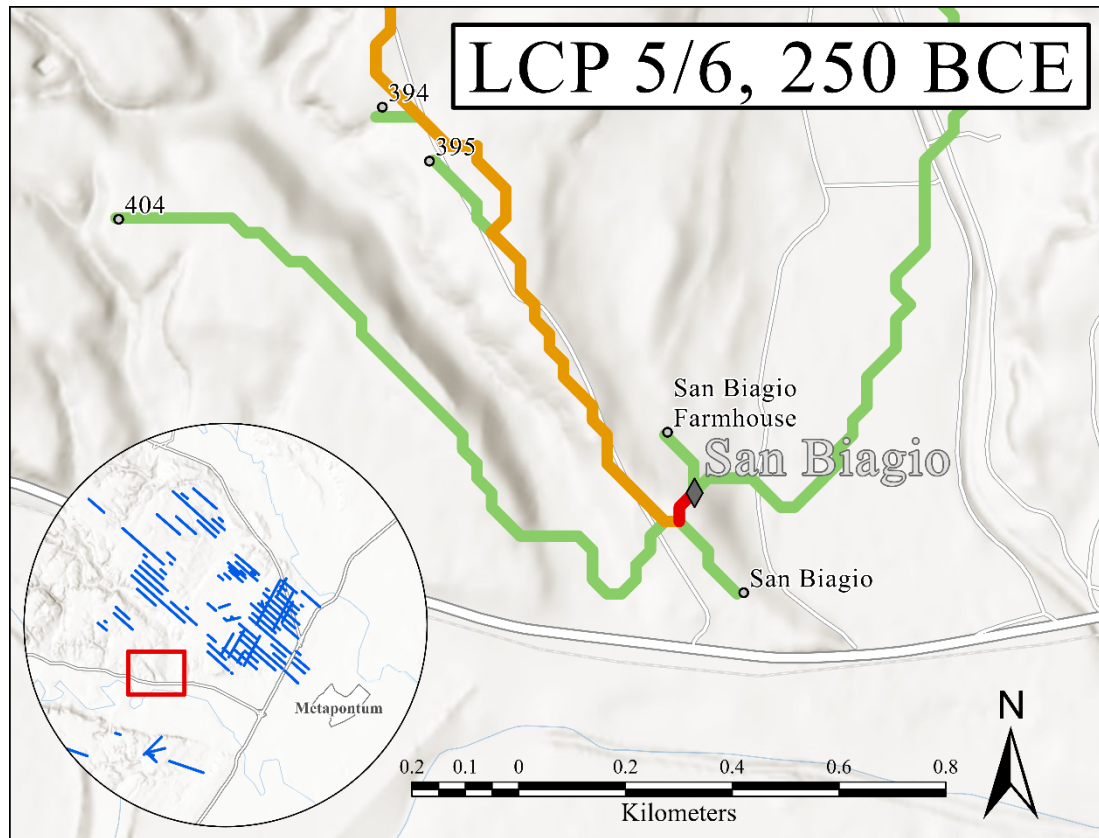 LCP 5/6, 250 BCE
394
395
404
San Biagio
Farmhouse
San Biagio
San Biagio
Metapontum
N
0.2 0.1 0 0.2 0.4 0.6 0.8
Kilometers